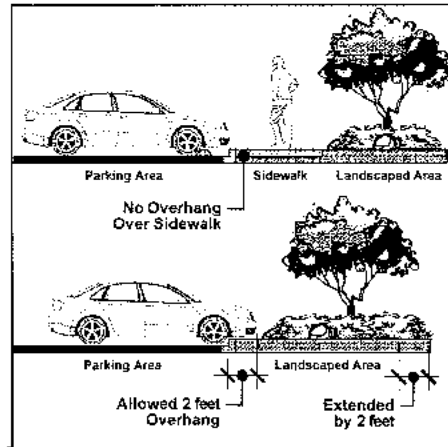 Parking Area Sidewalk Landscaped Area
No Overhang
Over Sidewalk
Parking Area Landscaped Area
Allowed 2 feet Extended
Overhang by 2 feet